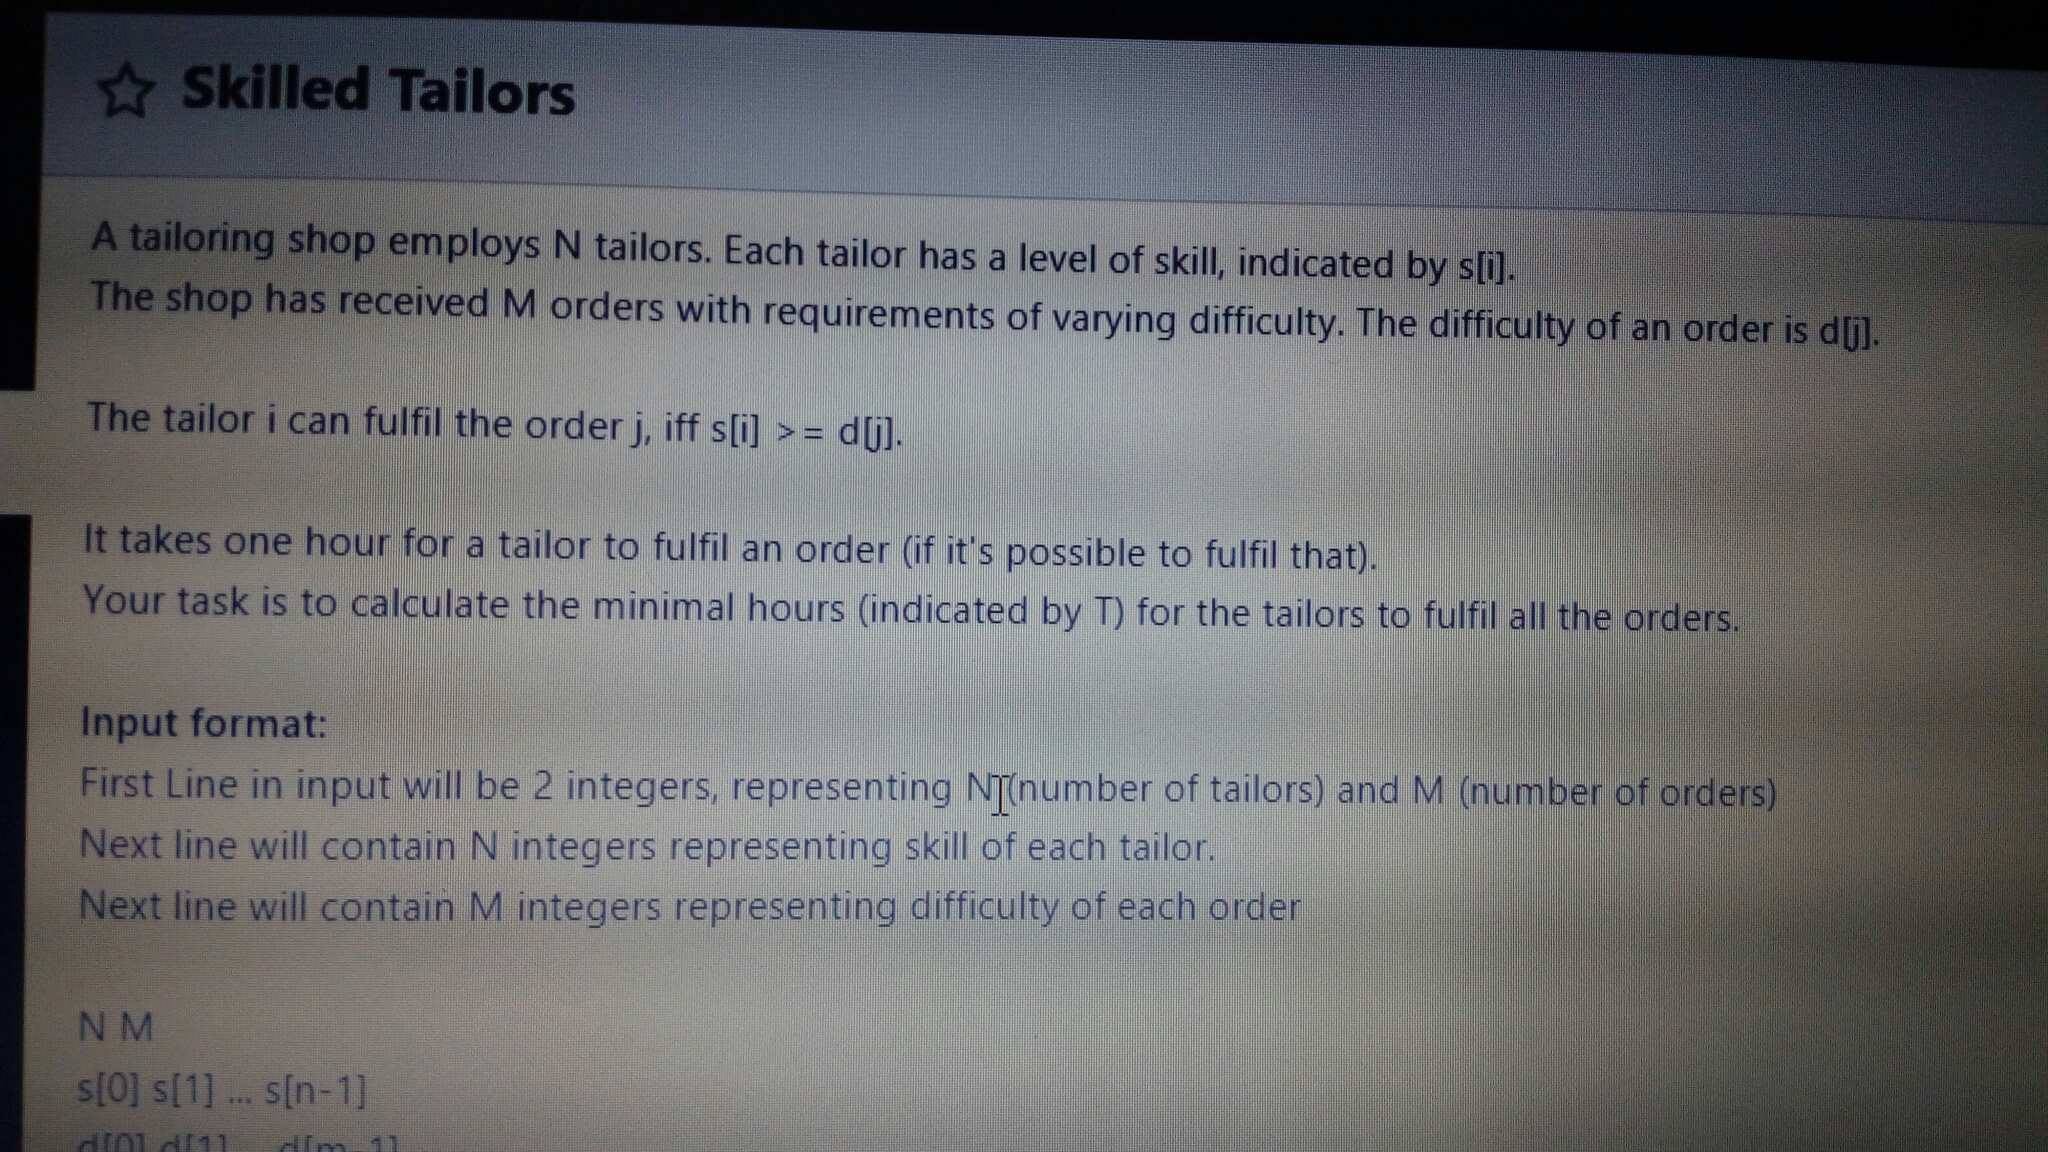 Skilled Tailors
A tailoring shop employs N tailors. Each tailor has a level of skill, indicated by s[i].
The shop has received M orders with requirements of varying difficulty. The difficulty of an order is d[j].
The tailor i can fulfil the order j, iff s[i] >= d[j].
It takes one hour for a tailor to fulfil an order (if it's possible to fulfil that).
Your task is to calculate the minimal hours (indicated by T) for the tailors to fulfil all the orders.
Input format:
First Line in input will be 2 integers, representing N (number of tailors) and M (number of orders)
Next line will contain N integers representing skill of each tailor.
Next line will contain M integers representing difficulty of each order
N M
s[0] s[1] ... s[n-1]
d[0] d[1] ... d[m-1]